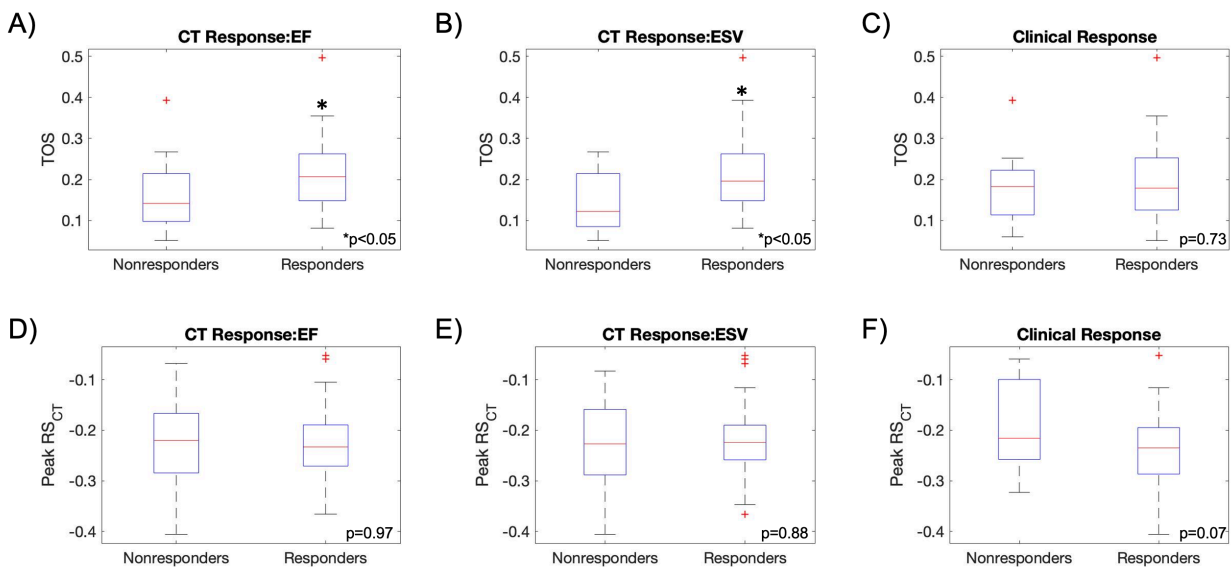 A)
CT Response:EF
TOS
0.5
0.4
0.3
0.2
0.1
*
*p<0.05
Nonresponders
Responders
B)
CT Response:ESV
TOS
0.5
0.4
0.3
0.2
0.1
*
*p<0.05
Nonresponders
Responders
C)
Clinical Response
TOS
0.5
0.4
0.3
0.2
0.1
p=0.73
Nonresponders
Responders
D)
CT Response:EF
Peak RS_CT
-0.1
-0.2
-0.3
-0.4
p=0.97
Nonresponders
Responders
E)
CT Response:ESV
Peak RS_CT
-0.1
-0.2
-0.3
-0.4
p=0.88
Nonresponders
Responders
F)
Clinical Response
Peak RS_CT
-0.1
-0.2
-0.3
-0.4
p=0.07
Nonresponders
Responders